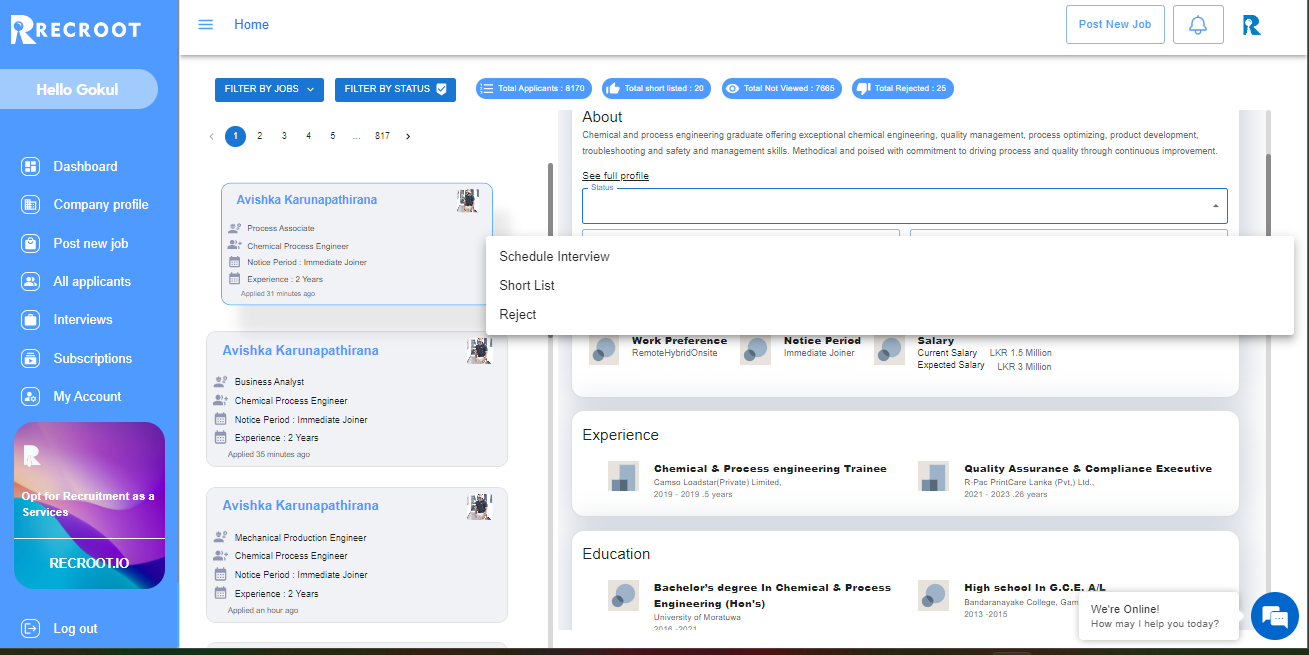 RECROOT
Home
Post New Job
Hello Gokul
Dashboard
Company profile
Post new job
All applicants
Interviews
Subscriptions
My Account
Opt for Recruitment as a
Services
RECROOT.IO
Log out
FILTER BY JOBS
FILTER BY STATUS
Total Applicants : 8170
Total short listed : 20
Total Not Viewed : 7665
Total Rejected : 25
1 2 3 4 5 ... 817
Avishka Karunapathirana
Process Associate
Chemical Process Engineer
Notice Period : Immediate Joiner
Experience : 2 Years
Applied 31 minutes ago
Avishka Karunapathirana
Business Analyst
Chemical Process Engineer
Notice Period : Immediate Joiner
Experience : 2 Years
Applied 35 minutes ago
Avishka Karunapathirana
Mechanical Production Engineer
Chemical Process Engineer
Notice Period : Immediate Joiner
Experience : 2 Years
Applied an hour ago
About
Chemical and process engineering graduate offering exceptional chemical engineering, quality management, process optimizing, product development,
troubleshooting and safety and management skills. Methodical and poised with commitment to driving process and quality through continuous improvement.
See full profile
Status
Schedule Interview
Short List
Reject
Work Preference
RemoteHybridOnsite
Notice Period
Immediate Joiner
Salary
Current Salary LKR 1.5 Million
Expected Salary LKR 3 Million
Experience
Chemical & Process engineering Trainee
Camso Loadstar(Private) Limited,
2019 - 2019 .5 years
Quality Assurance & Compliance Executive
R-Pac PrintCare Lanka (Pvt,) Ltd.,
2021 - 2023 .26 years
Education
Bachelor's degree In Chemical & Process
Engineering (Hon's)
University of Moratuwa
2016 -2021
High school In G.C.E. A/L
Bandaranayake College, Gam
2013 -2015
We're Online!
How may I help you today?